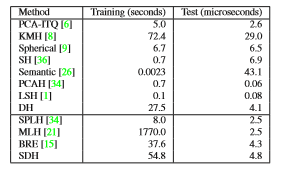 Method Training (seconds) Test (microseconds)
PCA-ITQ [6] 5.0 2.6
KMH [8] 72.4 29.0
Spherical [9] 6.7 6.5
SH [36] 0.7 6.9
Semantic [26] 0.0023 43.1
PCAH [34] 0.7 0.06
LSH [1] 0.1 0.08
DH 27.5 4.1
SPLH [34] 8.0 2.5
MLH [21] 1770.0 2.5
BRE [15] 37.6 4.3
SDH 54.8 4.8